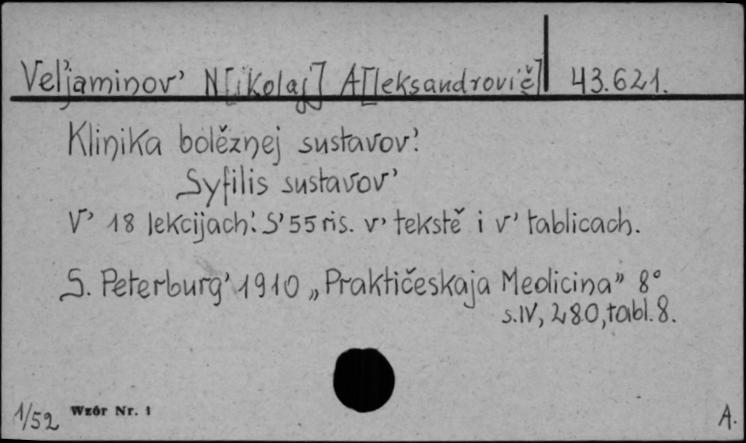 Vel'jaminov' N[ikolaj] A[leksandrovič] 43.621.
Klinika bolěznej sustavov'.
Syfilis sustavov'
V' 18 lekcijach. S' 55 ris. v' tekstě i v' tablicach.
S. Peterburg' 1910 „Praktičeskaja Medicina” 8°
s.IV, 280, tabl. 8.
1/52 Wzór Nr. 1 A.